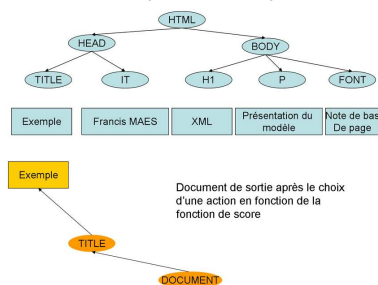 HTML
HEAD
BODY
TITLE
IT
H1
P
FONT
Exemple
Francis MAES
XML
Présentation du
modèle
Note de bas
De page
Exemple
Document de sortie après le choix
d'une action en fonction de la
fonction de score
TITLE
DOCUMENT